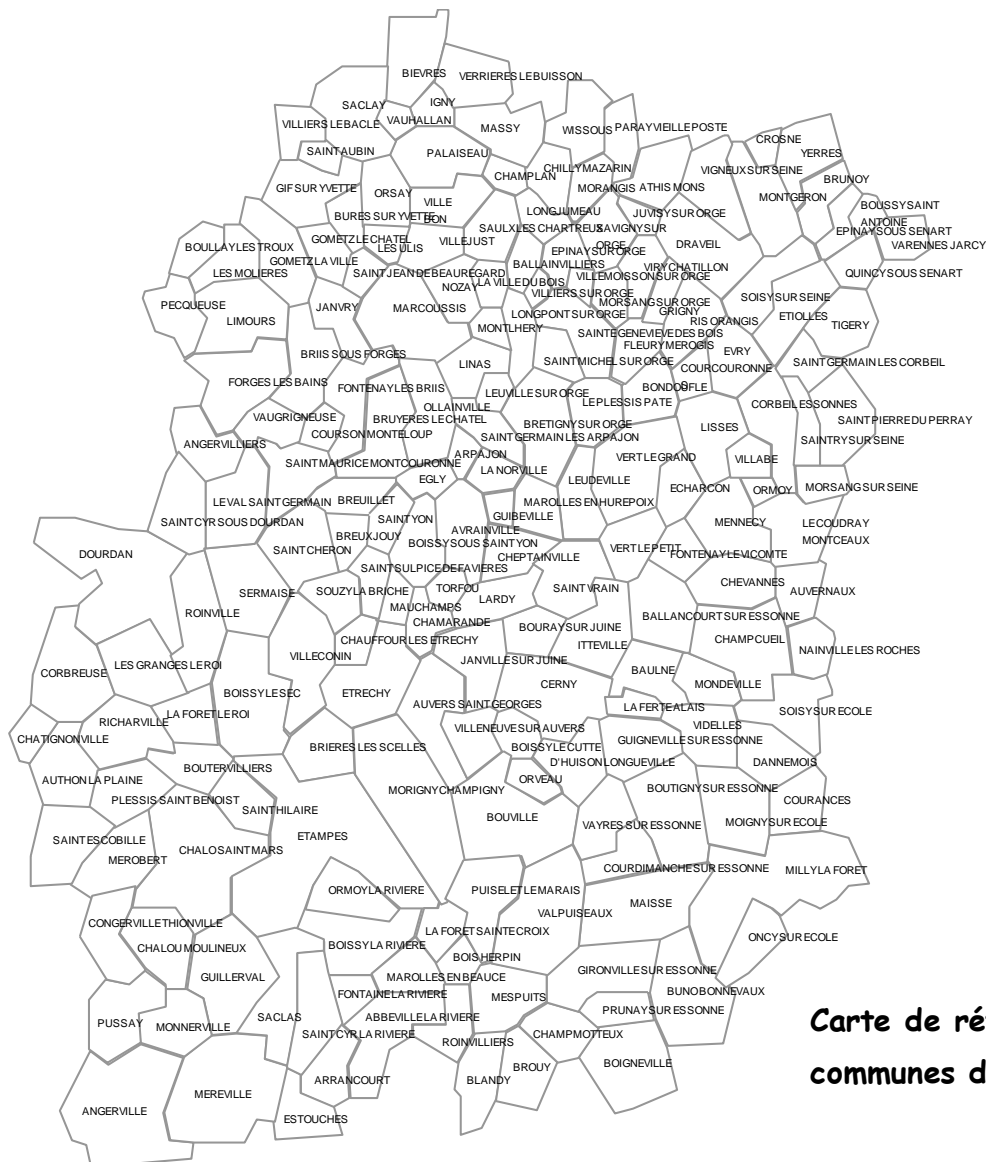 BIEVRES
VERRIERES LE BUISSON
IGNY
SACLAY
VAUHALLAN
VILLIERS LE BACLE
MASSY
WISSOUS
PARAY VIEILLE POSTE
CROSNE
SAINT AUBIN
PALAISEAU
YERRES
CHILLY MAZARIN
VIGNEUX SUR SEINE
CHAMPLAN
BRUNOY
GIF SUR YVETTE
ORSAY
MORANGIS
ATHIS MONS
MONTGERON
VILLE
BON
BOUSSY SAINT
ANTOINE
BURES SUR YVETTE
LONGJUMEAU
JUVISY SUR ORGE
SAULX LES CHARTREUX
SAVIGNY SUR
ORGE
EPINAY SOUS SENART
GOMETZ LE CHATEL
LES ULIS
VILLEJUST
DRAVEIL
VARENNES JARCY
BOULLAY LES TROUX
EPINAY SUR ORGE
GOMETZ LA VILLE
BALLAINVILLIERS
VIRY CHATILLON
LES MOLIERES
SAINT JEAN DE BEAUREGARD
QUINCY SOUS SENART
VILLEMOISSON SUR ORGE
NOZAY
LA VILLE DU BOIS
VILLIERS SUR ORGE
SOISY SUR SEINE
PECQUEUSE
JANVRY
MARCOUSSIS
MORSANG SUR ORGE
GRIGNY
LIMOURS
LONGPONT SUR ORGE
RIS ORANGIS
ETIOLLES
TIGERY
MONTLHERY
SAINTE GENEVIEVE DES BOIS
FLEURY MEROGIS
BRIIS SOUS FORGES
EVRY
LINAS
SAINT MICHEL SUR ORGE
COURCOURONNE
S
SAINT GERMAIN LES CORBEIL
FORGES LES BAINS
FONTENAY LES BRIIS
BONDOUFLE
LEUVILLE SUR ORGE
LE PLESSIS PATE
CORBEIL ESSONNES
OLLAINVILLE
VAUGRIGNEUSE
BRUYERES LE CHATEL
BRETIGNY SUR ORGE
LISSES
SAINT PIERRE DU PERRAY
COURSON MONTELOUP
SAINT GERMAIN LES ARPAJON
ANGERVILLIERS
SAINTRY SUR SEINE
ARPAJON
VERT LE GRAND
VILLABE
SAINT MAURICE MONTCOURONNE
LA NORVILLE
EGLY
LEUDEVILLE
ECHARCON
ORMOY
MORSANG SUR SEINE
LE VAL SAINT GERMAIN
BREUILLET
MAROLLES EN HUREPOIX
SAINT CYR SOUS DOURDAN
SAINT YON
GUIBEVILLE
MENNECY
LE COUDRAY
MONTCEAUX
AVRAINVILLE
BREUX JOUY
BOISSY SOUS SAINT YON
SAINT CHERON
VERT LE PETIT
DOURDAN
CHEPTAINVILLE
FONTENAY LE VICOMTE
SAINT SULPICE DE FAVIERES
CHEVANNES
SERMAISE
SOUZY LA BRICHE
TORFOU
SAINT VRAIN
AUVERNAUX
LARDY
MAUCHAMPS
ROINVILLE
BALLANCOURT SUR ESSONNE
CHAMARANDE
BOURAY SUR JUINE
CHAUFFOUR LES ETRECHY
ITTEVILLE
CHAMPCUEIL
NAINVILLE LES ROCHES
VILLECONIN
JANVILLE SUR JUINE
LES GRANGES LE ROI
CORBREUSE
BAULNE
CERNY
MONDEVILLE
BOISSY LE SEC
ETRECHY
AUVERS SAINT GEORGES
LA FERTE ALAIS
SOISY SUR ECOLE
LA FORET LE ROI
RICHARVILLE
VILLENEUVE SUR AUVERS
VIDELLES
CHATIGNONVILLE
BRIERES LES SCELLES
BOISSY LE CUTTE
GUIGNEVILLE SUR ESSONNE
BOUTERVILLIERS
D'HUISON LONGUEVILLE
DANNEMOIS
AUTHON LA PLAINE
ORVEAU
MORIGNY CHAMPIGNY
BOUTIGNY SUR ESSONNE
PLESSIS SAINT BENOIST
COURANCES
SAINT HILAIRE
BOUVILLE
VAYRES SUR ESSONNE
MOIGNY SUR ECOLE
SAINT ESCOBILLE
ETAMPES
CHALO SAINT MARS
MEROBERT
COURDIMANCHE SUR ESSONNE
MILLY LA FORET
ORMOY LA RIVIERE
PUISELET LE MARAIS
MAISSE
VALPUISEAUX
CONGERVILLE THIONVILLE
LA FORET SAINTE CROIX
ONCY SUR ECOLE
CHALOU MOULINEUX
BOISSY LA RIVIERE
BOIS HERPIN
GUILLERVAL
MAROLLES EN BEAUCE
GIRONVILLE SUR ESSONNE
BUNO BONNEVAUX
FONTAINE LA RIVIERE
MESPUITS
PRUNAY SUR ESSONNE
SACLAS
ABBEVILLE LA RIVIERE
PUSSAY
MONNERVILLE
SAINT CYR LA RIVIERE
CHAMPMOTTEUX
ROINVILLIERS
BOIGNEVILLE
BROUY
ARRANCOURT
BLANDY
MEREVILLE
ANGERVILLE
ESTOUCHES
Carte de ré
communes d